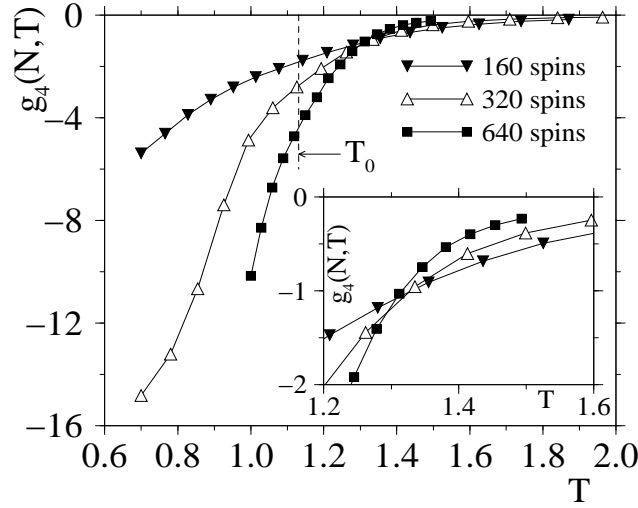 0
−4
−8
−12
−16
g₄(N,T)
160 spins
320 spins
640 spins
T₀
0
−1
−2
g₄(N,T)
1.2 1.4 T 1.6
0.6 0.8 1.0 1.2 1.4 1.6 1.8 2.0
T